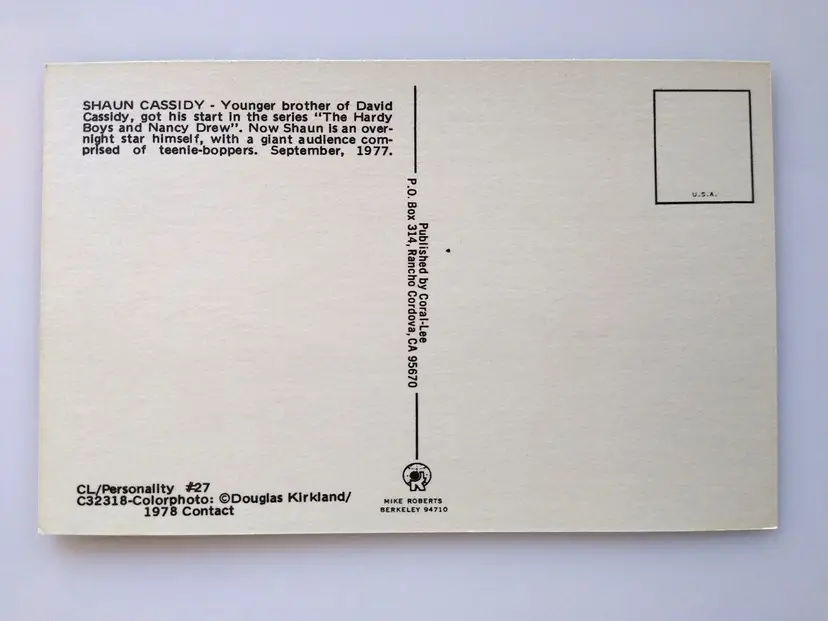 SHAUN CASSIDY - Younger brother of David
Cassidy, got his start in the series "The Hardy
Boys and Nancy Drew". Now Shaun is an over-
night star himself, with a giant audience com-
prised of teenie-boppers. September, 1977.
U.S.A.
Published by Coral-Lee
P.O. Box 314, Rancho Cordova, CA 95670
CL/Personality #27
C32318-Colorphoto: ©Douglas Kirkland/
1978 Contact
MIKE ROBERTS
BERKELEY 94710